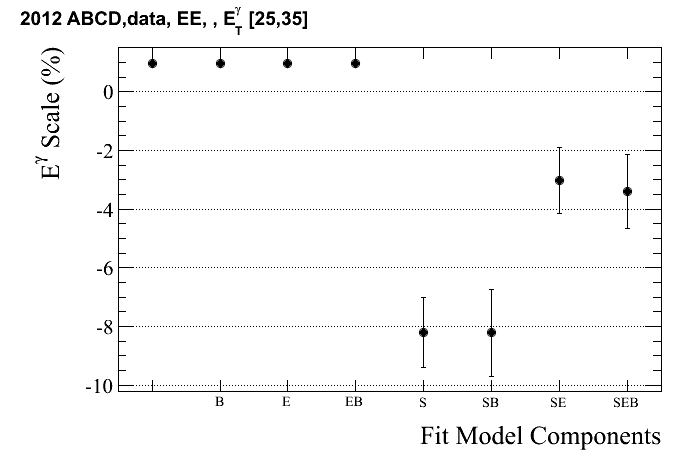 2012 ABCD,data, EE, , E_T^γ [25,35]
E^γ Scale (%)
0
-2
-4
-6
-8
-10
B E EB S SB SE SEB
Fit Model Components